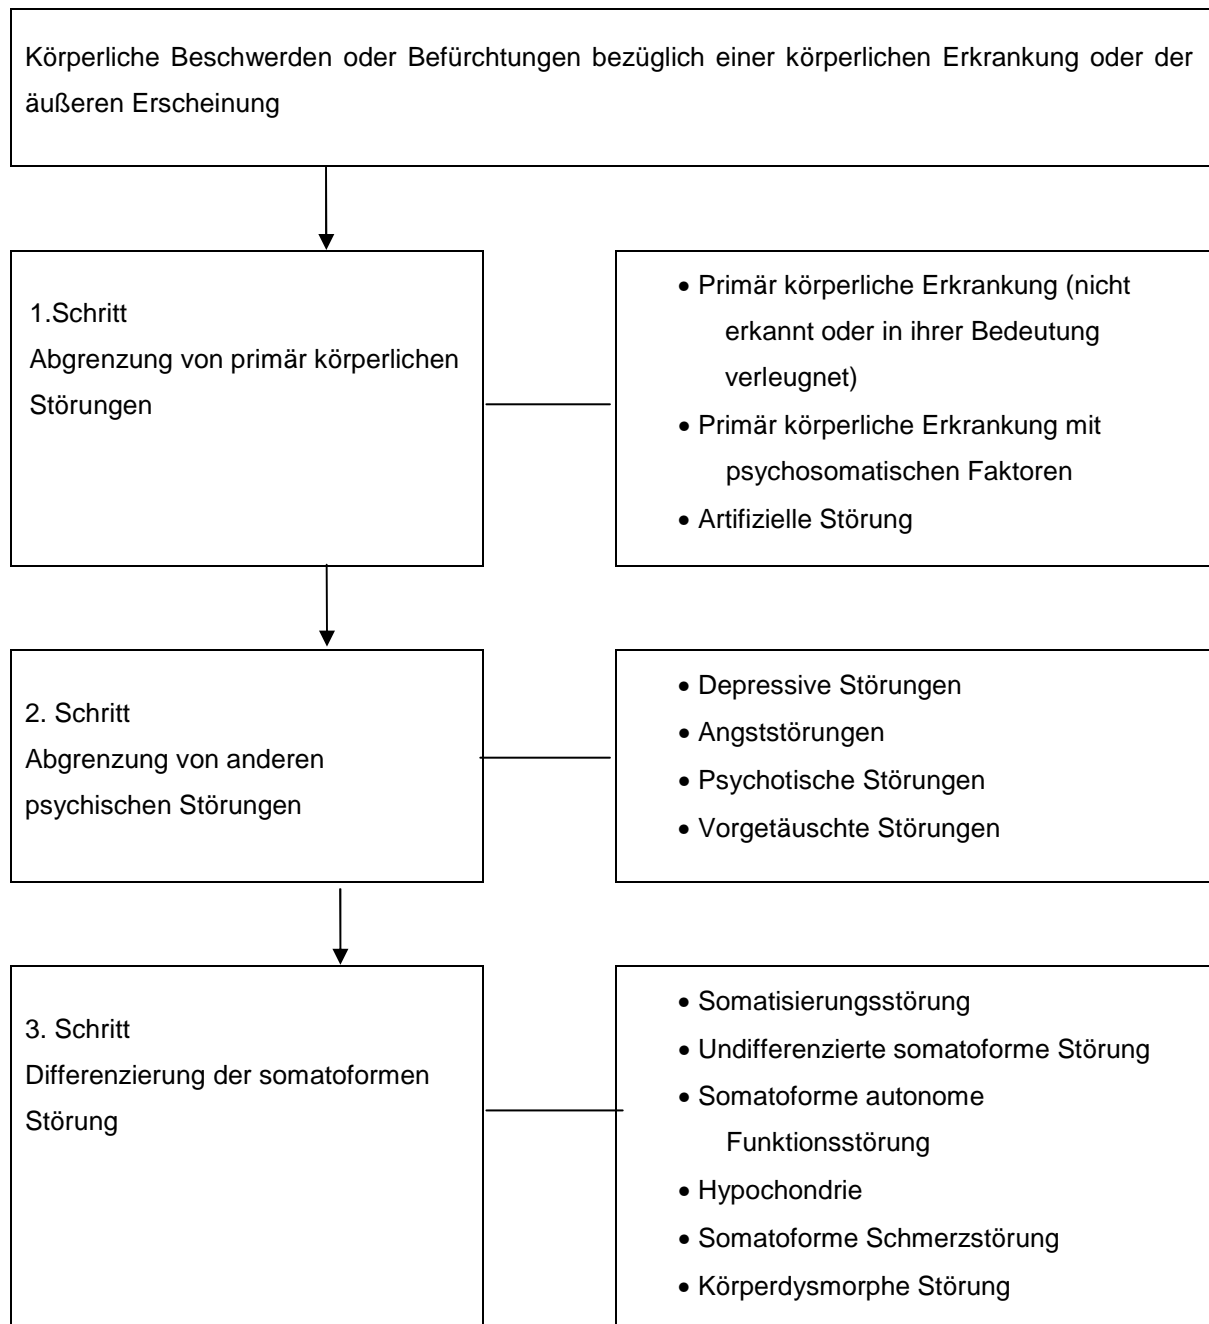 Körperliche Beschwerden oder Befürchtungen bezüglich einer körperlichen Erkrankung oder der
äußeren Erscheinung
1.Schritt
Abgrenzung von primär körperlichen
Störungen
• Primär körperliche Erkrankung (nicht
erkannt oder in ihrer Bedeutung
verleugnet)
• Primär körperliche Erkrankung mit
psychosomatischen Faktoren
• Artifizielle Störung
2. Schritt
Abgrenzung von anderen
psychischen Störungen
• Depressive Störungen
• Angststörungen
• Psychotische Störungen
• Vorgetäuschte Störungen
3. Schritt
Differenzierung der somatoformen
Störung
• Somatisierungsstörung
• Undifferenzierte somatoforme Störung
• Somatoforme autonome
Funktionsstörung
• Hypochondrie
• Somatoforme Schmerzstörung
• Körperdysmorphe Störung